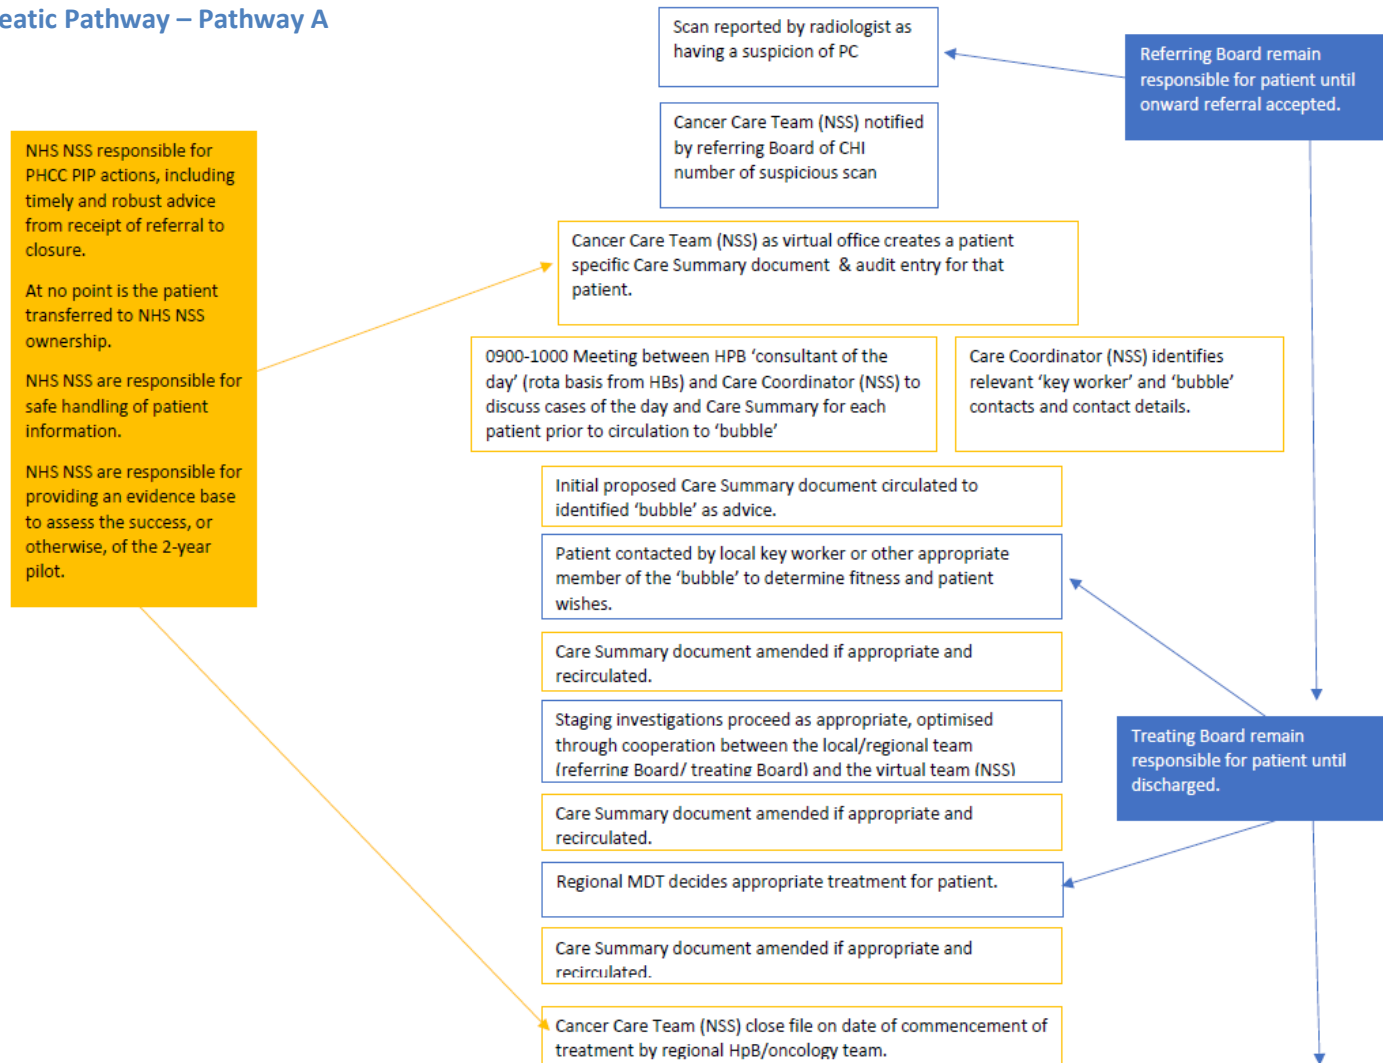 eatic Pathway – Pathway A
Scan reported by radiologist as
having a suspicion of PC
Referring Board remain
responsible for patient until
onward referral accepted.
Cancer Care Team (NSS) notified
by referring Board of CHI
number of suspicious scan
NHS NSS responsible for
PHCC PIP actions, including
timely and robust advice
from receipt of referral to
closure.
At no point is the patient
transferred to NHS NSS
ownership.
NHS NSS are responsible for
safe handling of patient
information.
NHS NSS are responsible for
providing an evidence base
to assess the success, or
otherwise, of the 2-year
pilot.
Cancer Care Team (NSS) as virtual office creates a patient
specific Care Summary document & audit entry for that
patient.
0900-1000 Meeting between HPB ‘consultant of the
day’ (rota basis from HBs) and Care Coordinator (NSS) to
discuss cases of the day and Care Summary for each
patient prior to circulation to ‘bubble’
Care Coordinator (NSS) identifies
relevant ‘key worker’ and ‘bubble’
contacts and contact details.
Initial proposed Care Summary document circulated to
identified ‘bubble’ as advice.
Patient contacted by local key worker or other appropriate
member of the ‘bubble’ to determine fitness and patient
wishes.
Care Summary document amended if appropriate and
recirculated.
Staging investigations proceed as appropriate, optimised
through cooperation between the local/regional team
(referring Board/ treating Board) and the virtual team (NSS)
Treating Board remain
responsible for patient until
discharged.
Care Summary document amended if appropriate and
recirculated.
Regional MDT decides appropriate treatment for patient.
Care Summary document amended if appropriate and
recirculated.
Cancer Care Team (NSS) close file on date of commencement of
treatment by regional HpB/oncology team.